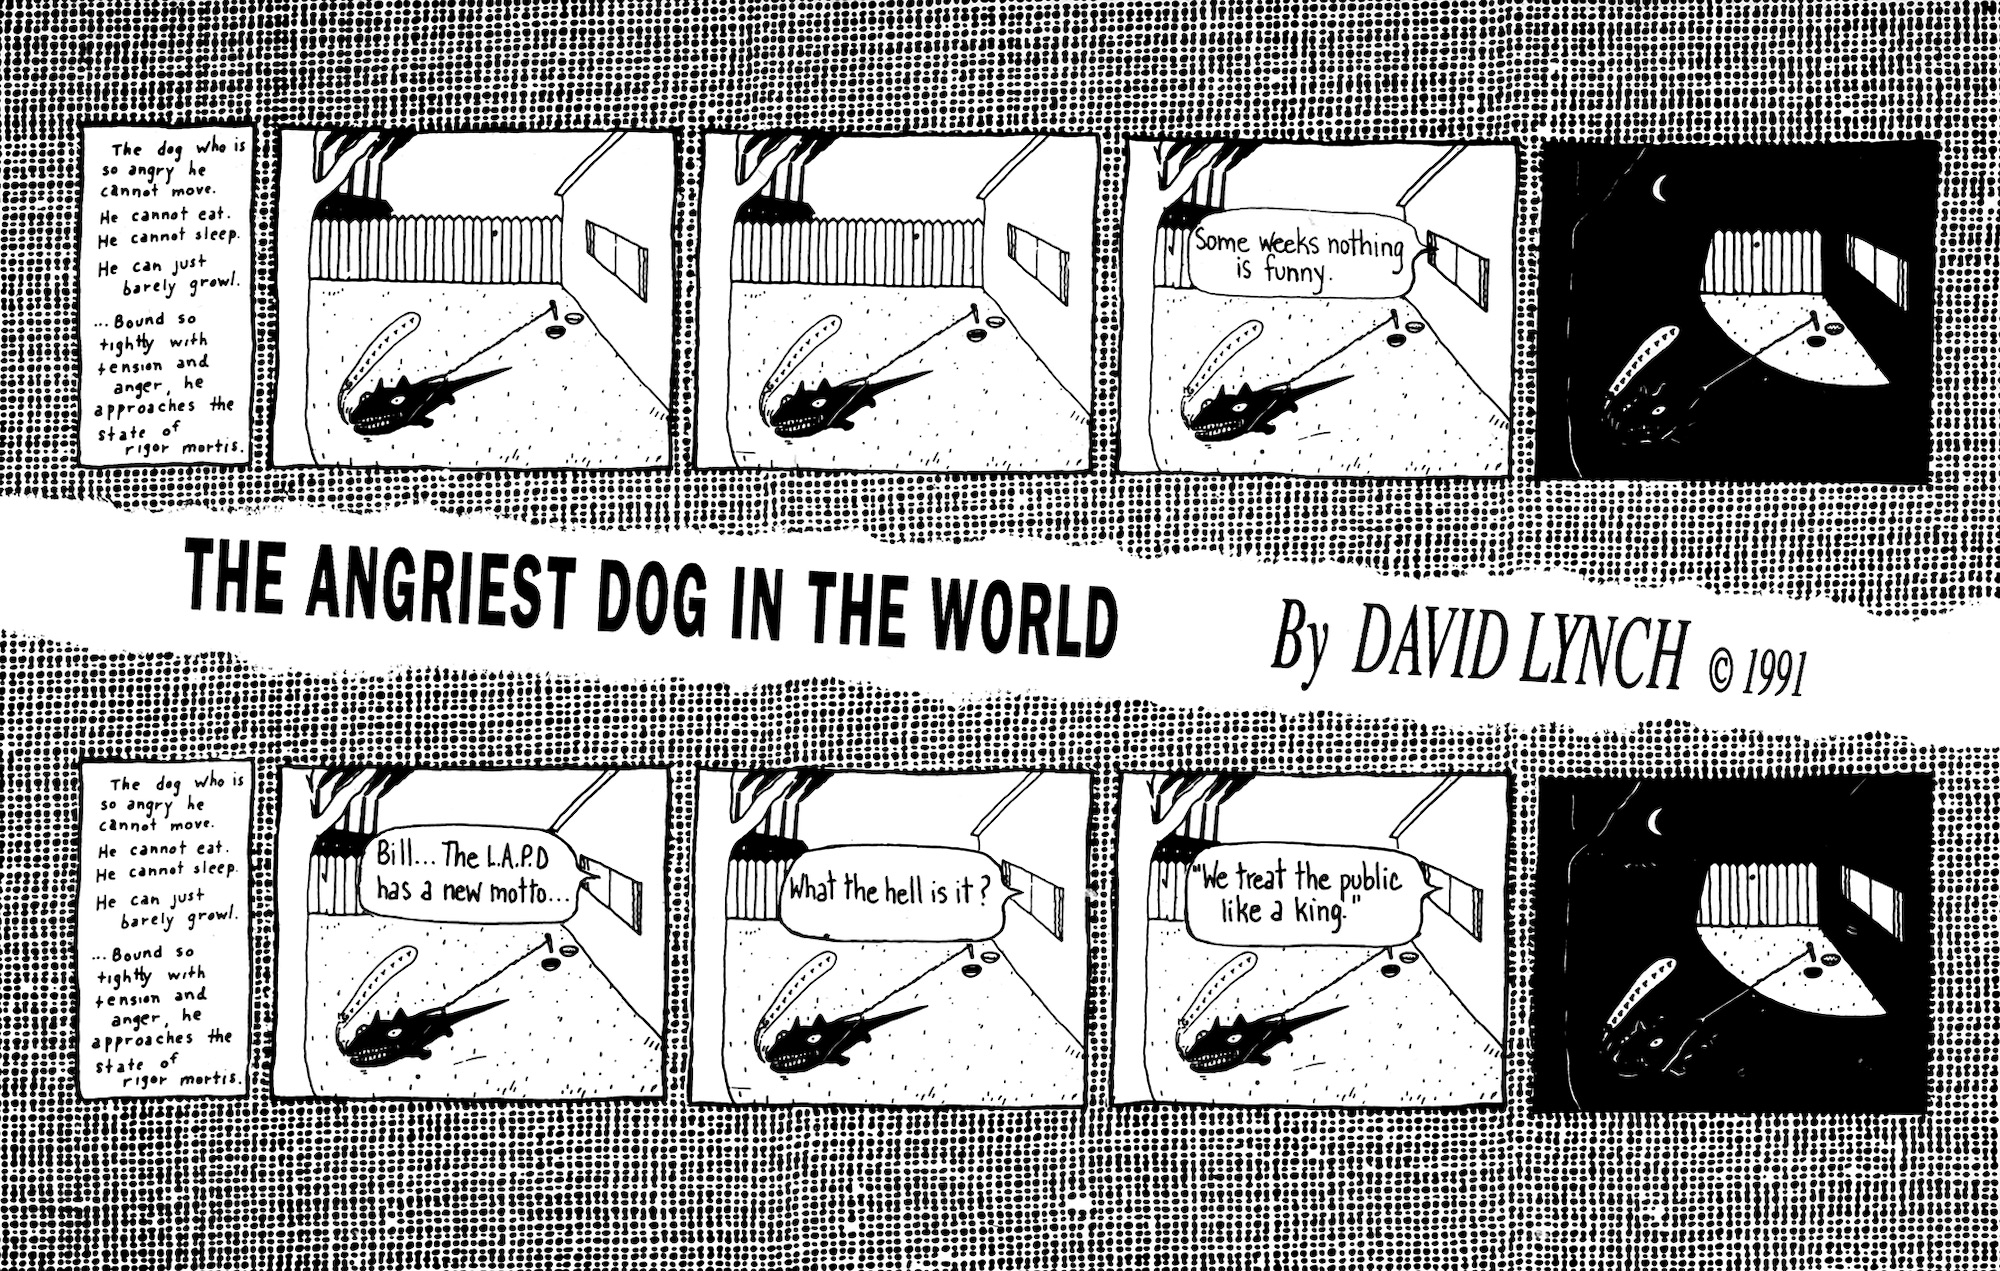 The dog who is
so angry he
cannot move.
He cannot eat.
He cannot sleep.
He can just
barely growl.
...Bound so
tightly with
tension and
anger, he
approaches the
state of
rigor mortis.
Some weeks nothing
is funny.
THE ANGRIEST DOG IN THE WORLD
By DAVID LYNCH © 1991
The dog who is
so angry he
cannot move.
He cannot eat.
He cannot sleep.
He can just
barely growl.
...Bound so
tightly with
tension and
anger, he
approaches the
state of
rigor mortis.
Bill... The L.A.P.D
has a new motto...
What the hell is it?
"We treat the public
like a king."